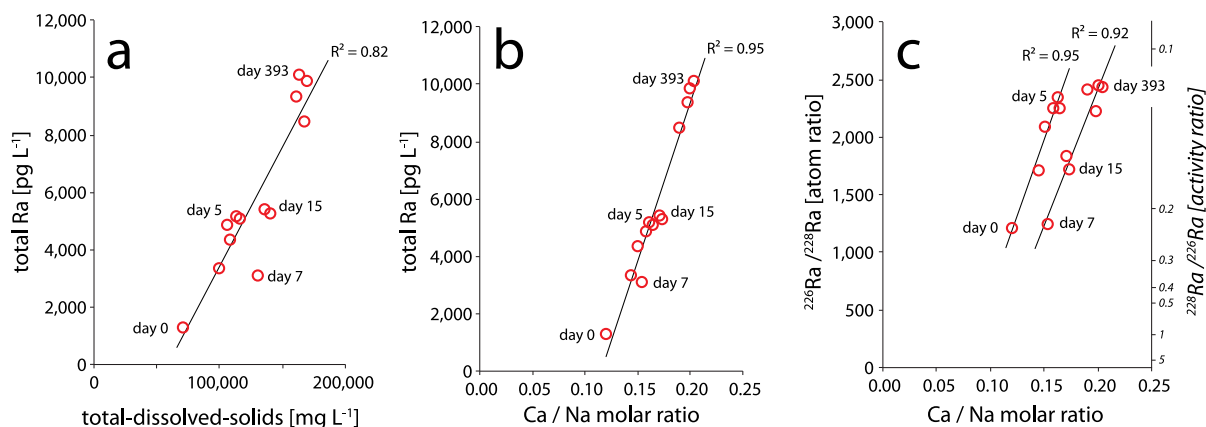 a
total Ra [pg L⁻¹]
14,000
12,000
10,000
8,000
6,000
4,000
2,000
0
R² = 0.82
day 393
day 5
day 15
day 7
day 0
0
100,000
200,000
total-dissolved-solids [mg L⁻¹]
b
total Ra [pg L⁻¹]
14,000
12,000
10,000
8,000
6,000
4,000
2,000
0
R² = 0.95
day 393
day 5
day 15
day 7
day 0
0.00
0.05
0.10
0.15
0.20
0.25
Ca / Na molar ratio
c
²²⁶Ra /²²⁸Ra [atom ratio]
3,000
2,500
2,000
1,500
1,000
500
0
R² = 0.95
R² = 0.92
day 5
day 393
day 15
day 0
day 7
0.00
0.05
0.10
0.15
0.20
0.25
Ca / Na molar ratio
0.1
0.2
0.3
0.4
0.5
1
5
²²⁸Ra /²²⁶Ra [activity ratio]